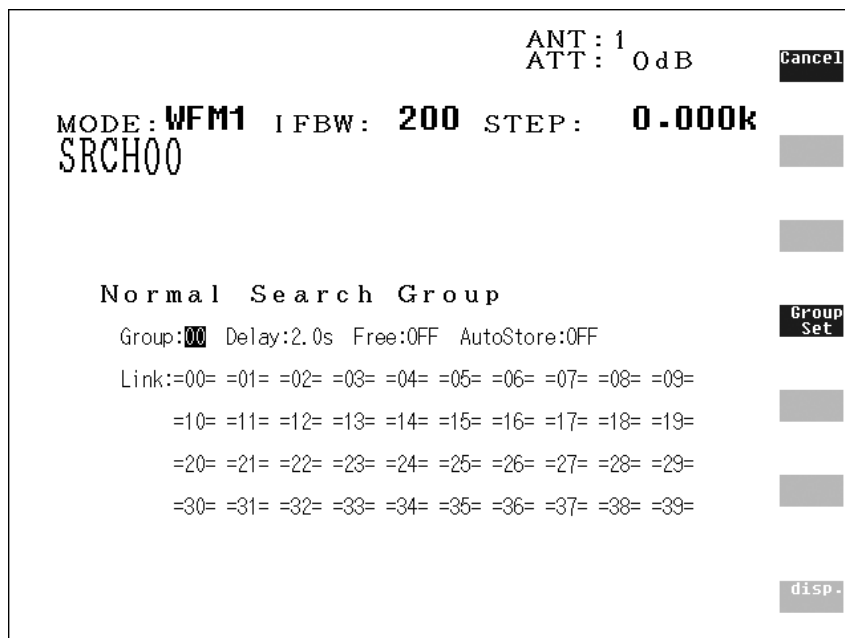 ANT:1
ATT: 0dB
Cancel
MODE:WFM1 IFBW: 200 STEP: 0.000k
SRCH00
Normal Search Group
Group:00 Delay:2.0s Free:OFF AutoStore:OFF
Group
Set
Link:=00= =01= =02= =03= =04= =05= =06= =07= =08= =09=
=10= =11= =12= =13= =14= =15= =16= =17= =18= =19=
=20= =21= =22= =23= =24= =25= =26= =27= =28= =29=
=30= =31= =32= =33= =34= =35= =36= =37= =38= =39=
disp.